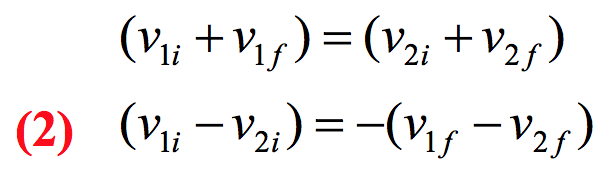 (v₁ᵢ + v₁f) = (v₂ᵢ + v₂f)
(2) (v₁ᵢ − v₂ᵢ) = −(v₁f − v₂f)